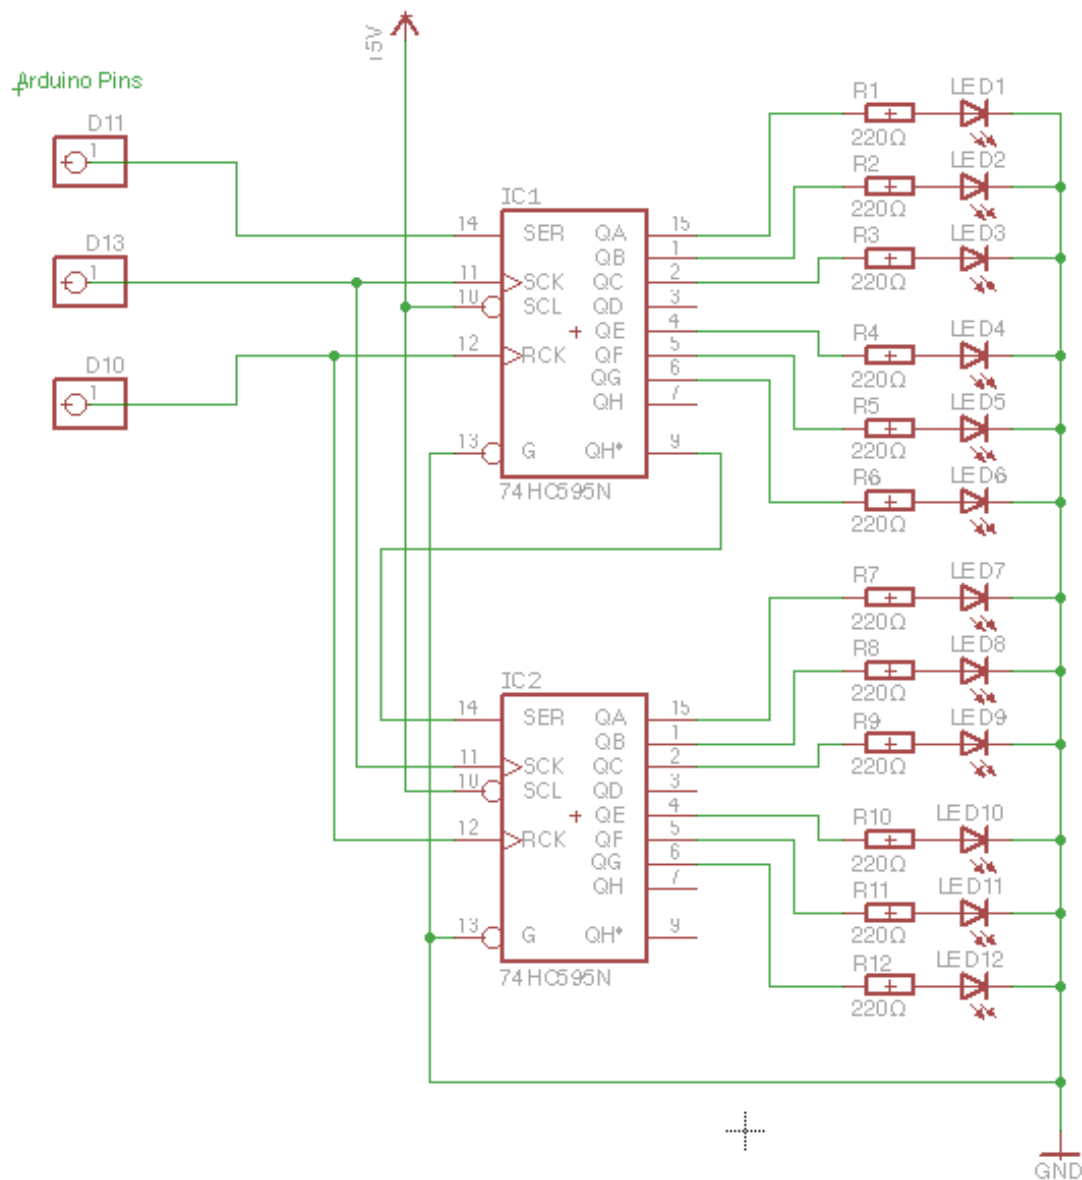 +5V
Arduino Pins
D11
1
D13
1
D10
1
IC1
14 SER QA 15
QB 1
11 SCK QC 2
10 SCL QD 3
QE 4
12 RCK QF 5
QG 6
QH 7
13 G QH* 9
74HC595N
IC2
14 SER QA 15
QB 1
11 SCK QC 2
10 SCL QD 3
QE 4
12 RCK QF 5
QG 6
QH 7
13 G QH* 9
74HC595N
R1 LED1
220Ω
R2 LED2
220Ω
R3 LED3
220Ω
R4 LED4
220Ω
R5 LED5
220Ω
R6 LED6
220Ω
R7 LED7
220Ω
R8 LED8
220Ω
R9 LED9
220Ω
R10 LED10
220Ω
R11 LED11
220Ω
R12 LED12
220Ω
GND